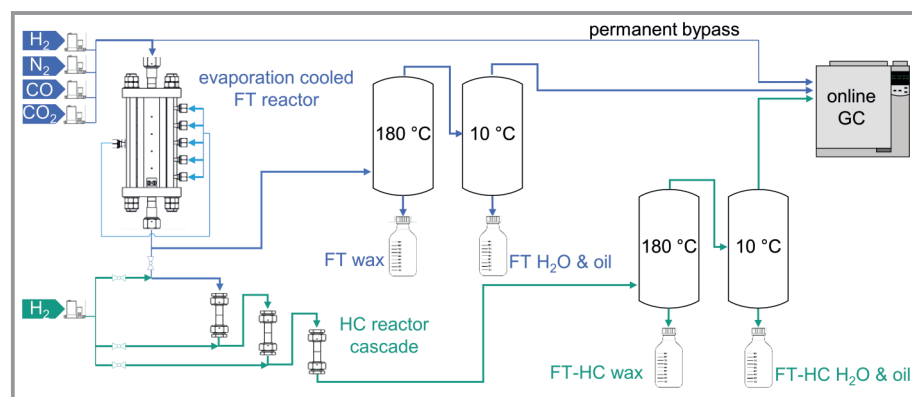 H₂
N₂
CO
CO₂
permanent bypass
evaporation cooled
FT reactor
180 °C
10 °C
online
GC
FT wax
FT H₂O & oil
180 °C
10 °C
H₂
HC reactor
cascade
FT-HC wax
FT-HC H₂O & oil